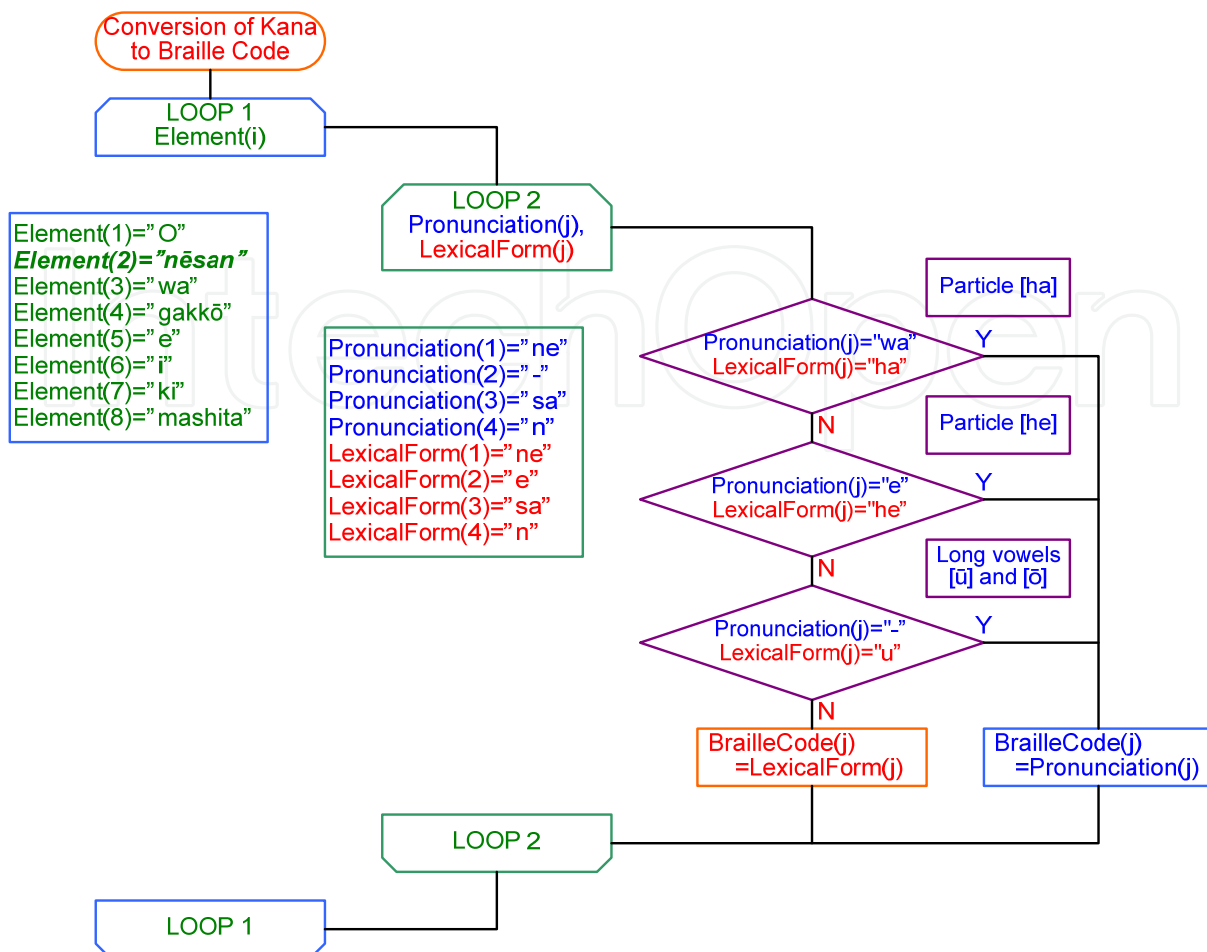 Conversion of Kana
to Braille Code
LOOP 1
Element(i)
LOOP 2
Pronunciation(j),
LexicalForm(j)
Element(1)="O"
Element(2)="nēsan"
Element(3)="wa"
Element(4)="gakkō"
Element(5)="e"
Element(6)="i"
Element(7)="ki"
Element(8)="mashita"
Pronunciation(1)="ne"
Pronunciation(2)="-"
Pronunciation(3)="sa"
Pronunciation(4)="n"
LexicalForm(1)="ne"
LexicalForm(2)="e"
LexicalForm(3)="sa"
LexicalForm(4)="n"
Particle [ha]
Pronunciation(j)="wa"
LexicalForm(j)="ha"
Y
N
Particle [he]
Pronunciation(j)="e"
LexicalForm(j)="he"
Y
N
Long vowels
[ū] and [ō]
Pronunciation(j)="-"
LexicalForm(j)="u"
Y
N
BrailleCode(j)
=LexicalForm(j)
BrailleCode(j)
=Pronunciation(j)
LOOP 2
LOOP 1
IntechOpen